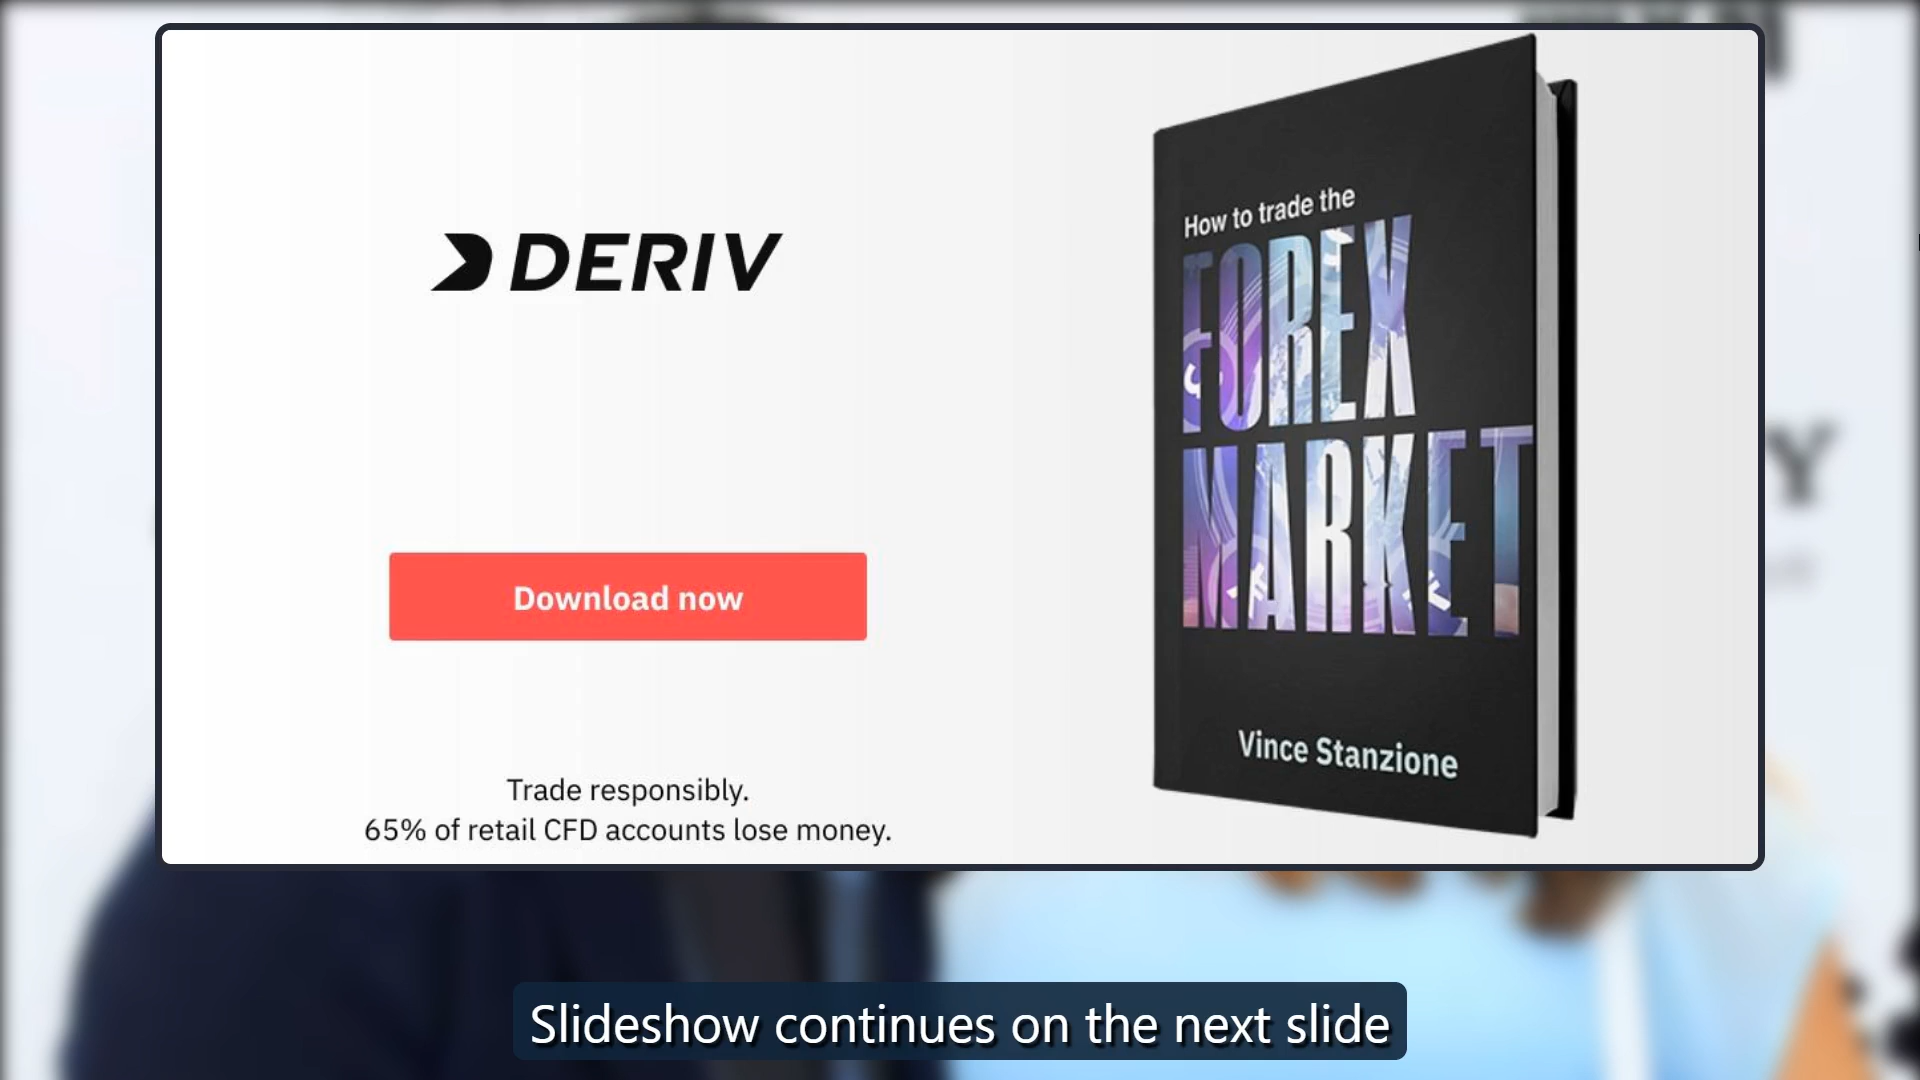 DERIV
Download now
Trade responsibly.
65% of retail CFD accounts lose money.
How to trade the
FOREX
MARKET
Vince Stanzione
Y
Slideshow continues on the next slide